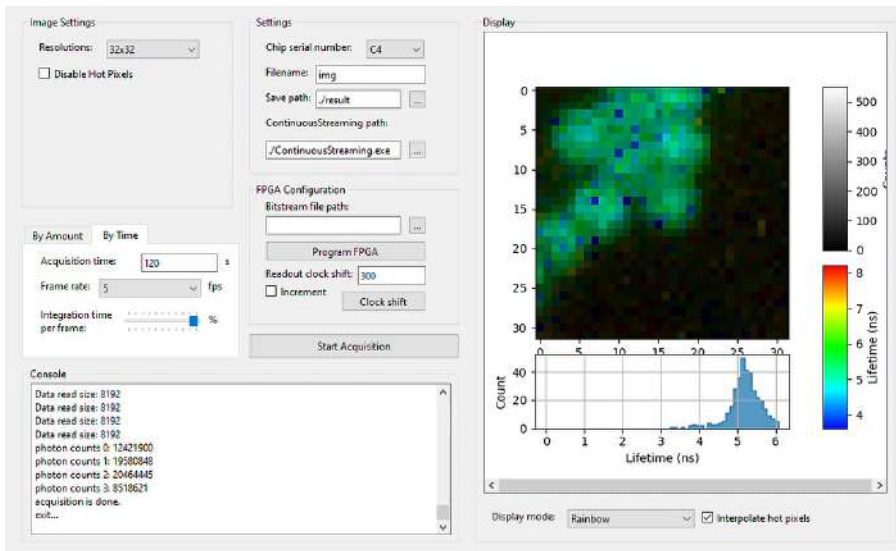 Image Settings
Resolutions: 32x32
Disable Hot Pixels
By Amount By Time
Acquisition time: 120 s
Frame rate: 5 fps
Integration time per frame: %
Settings
Chip serial number: C4
Filename: img
Save path: ./result ...
ContinuousStreaming path:
./ContinuousStreaming.exe ...
FPGA Configuration
Bitstream file path:
...
Program FPGA
Readout clock shift: 300
Increment
Clock shift
Start Acquisition
Console
Data read size: 8192
Data read size: 8192
Data read size: 8192
Data read size: 8192
photon counts 0: 12421900
photon counts 1: 19580848
photon counts 2: 20464445
photon counts 3: 8518621
acquisition is done.
exit...
Display
0
5
10
15
20
25
30
0 5 10 15 20 25 30
500
400
300
200
100
0
8
7
6
5
4
Lifetime (ns)
Count
40
20
0
0 1 2 3 4 5 6
Lifetime (ns)
Display mode: Rainbow
Interpolate hot pixels